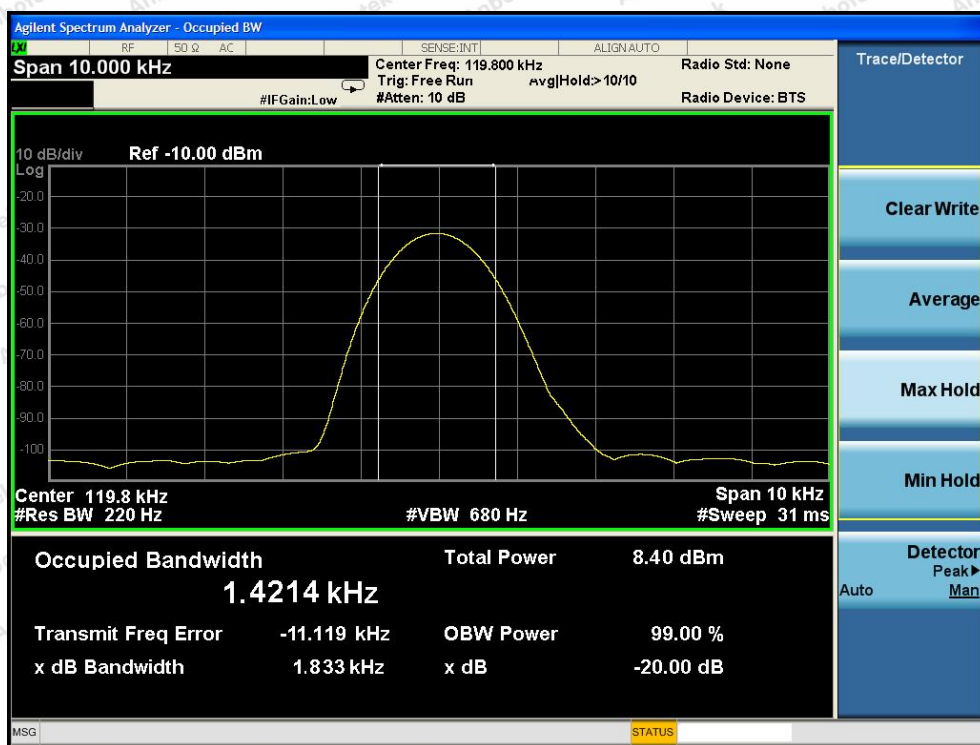 Agilent Spectrum Analyzer - Occupied BW
LXI RF 50 Ω AC SENSE:INT ALIGN AUTO
Span 10.000 kHz
Center Freq: 119.800 kHz
Radio Std: None
Trig: Free Run Avg|Hold:> 10/10
#IFGain:Low #Atten: 10 dB Radio Device: BTS
10 dB/div Ref -10.00 dBm
Log
-20.0
-30.0
-40.0
-50.0
-60.0
-70.0
-80.0
-90.0
-100
Center 119.8 kHz Span 10 kHz
#Res BW 220 Hz #VBW 680 Hz #Sweep 31 ms
Occupied Bandwidth Total Power 8.40 dBm
1.4214 kHz
Transmit Freq Error -11.119 kHz OBW Power 99.00 %
x dB Bandwidth 1.833 kHz x dB -20.00 dB
MSG STATUS
Trace/Detector
Clear Write
Average
Max Hold
Min Hold
Detector
Peak▶
Auto Man